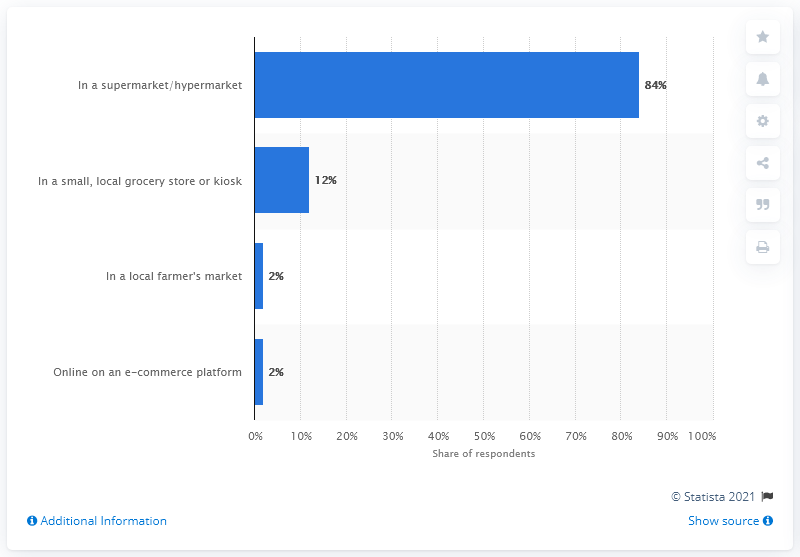 In a supermarket/hypermarket
84%
In a small, local grocery store or kiosk
12%
In a local farmer's market
2%
Online on an e-commerce platform
2%
0% 10% 20% 30% 40% 50% 60% 70% 80% 90% 100%
Share of respondents
© Statista 2021
Additional Information
Show source